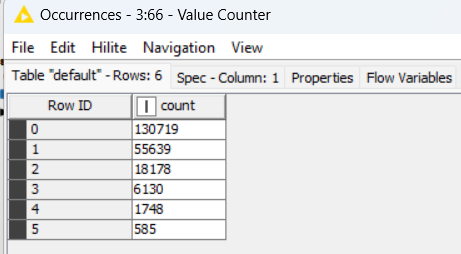 Occurrences - 3:66 - Value Counter
File Edit Hilite Navigation View
Table "default" - Rows: 6 Spec - Column: 1 Properties Flow Variables
Row ID I count
0 130719
1 55639
2 18178
3 6130
4 1748
5 585